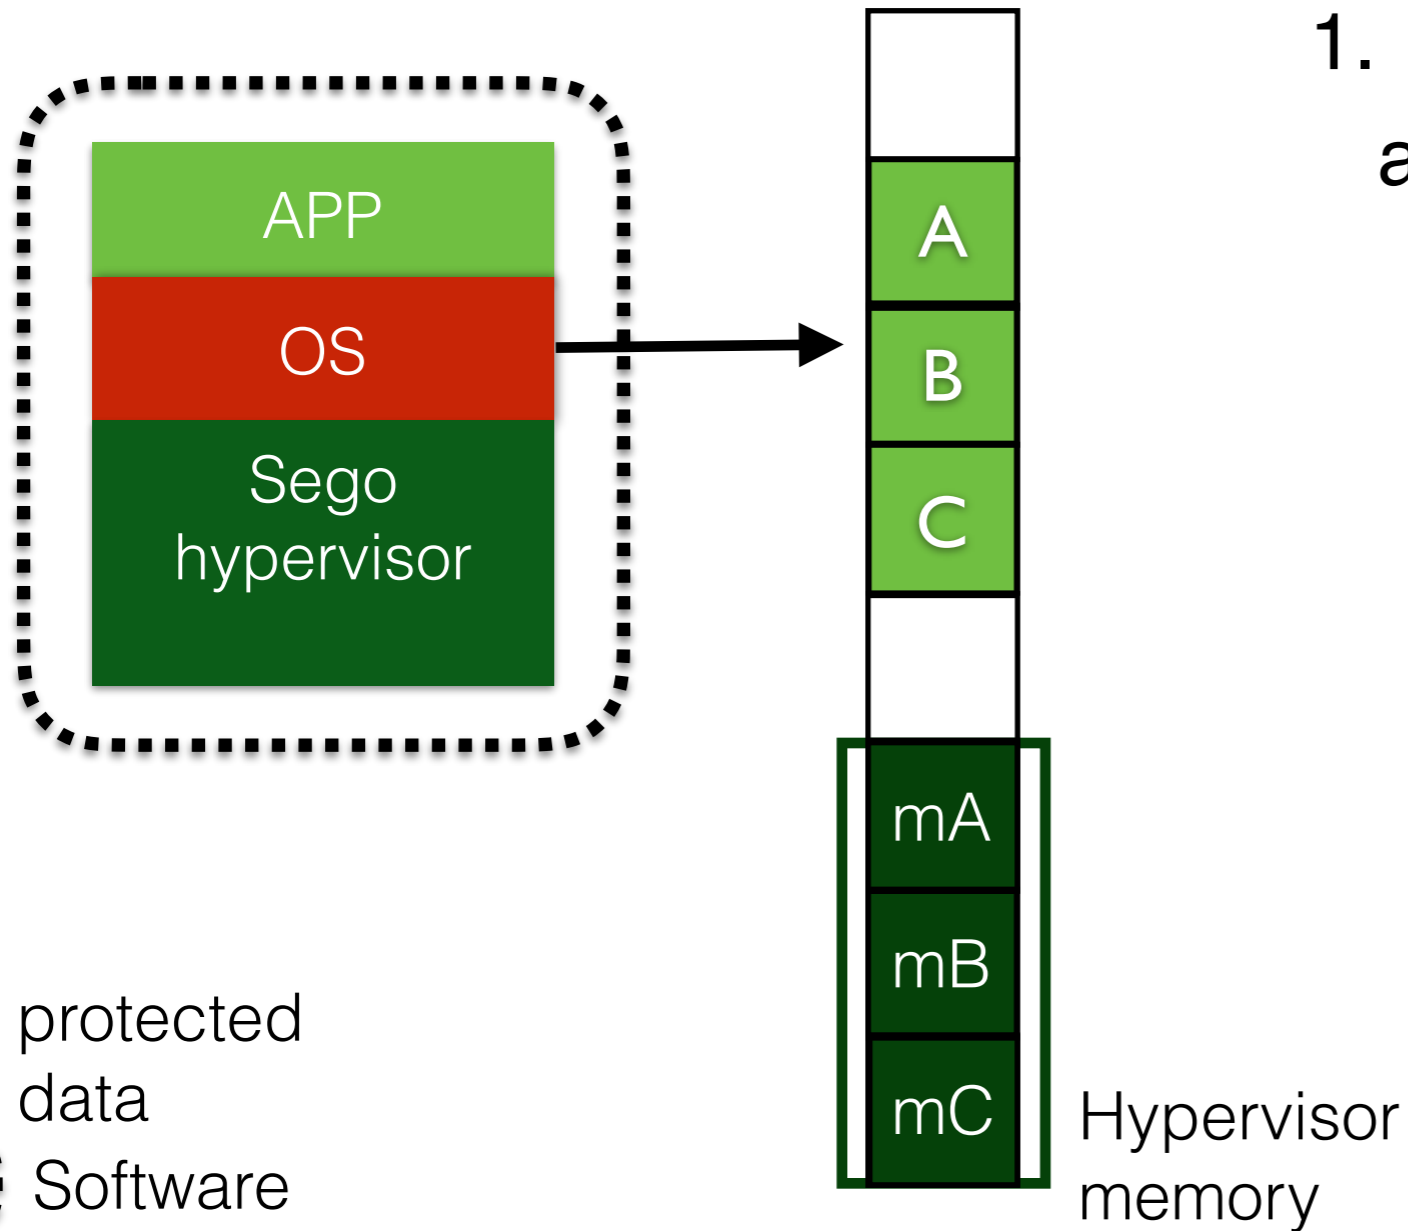 1.
a
APP
OS
Sego
hypervisor
A
B
C
mA
mB
mC
protected
data
Software
Hypervisor
memory